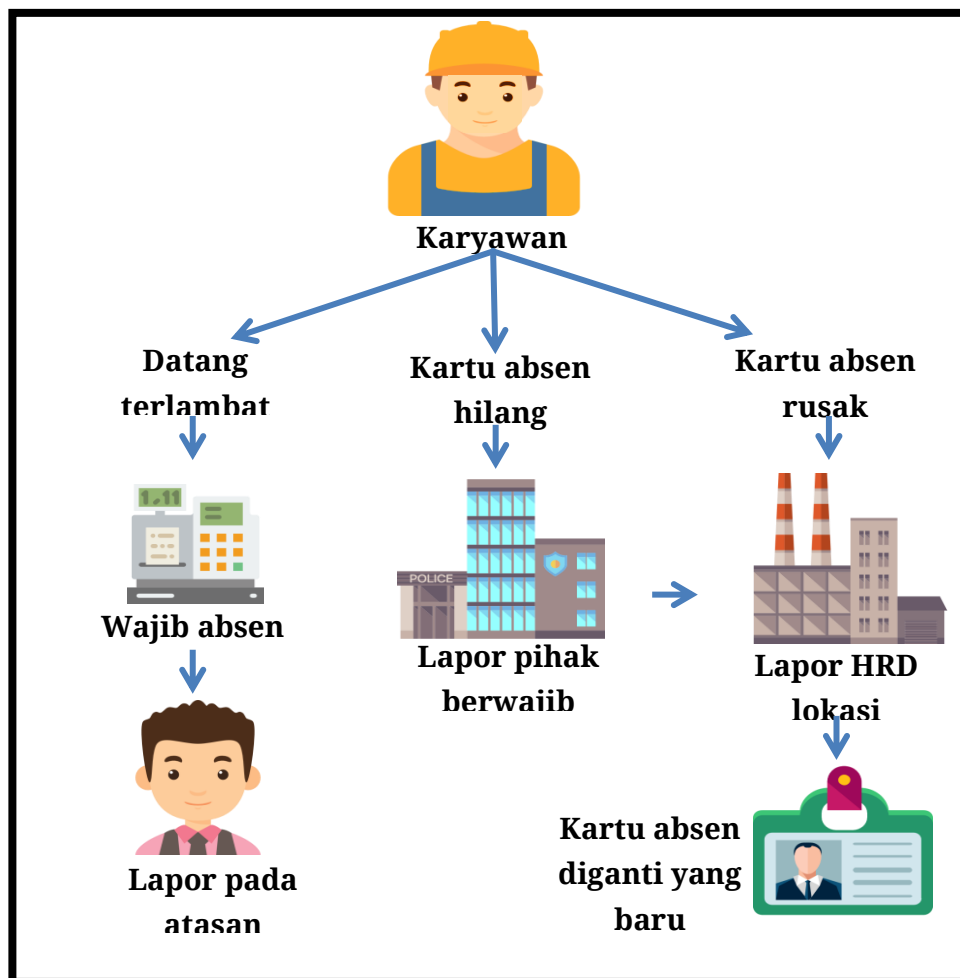 Karyawan
Datang
terlambat
Kartu absen
hilang
Kartu absen
rusak
1.11
Wajib absen
POLICE
Lapor pihak
berwajib
Lapor HRD
lokasi
Lapor pada
atasan
Kartu absen
diganti yang
baru